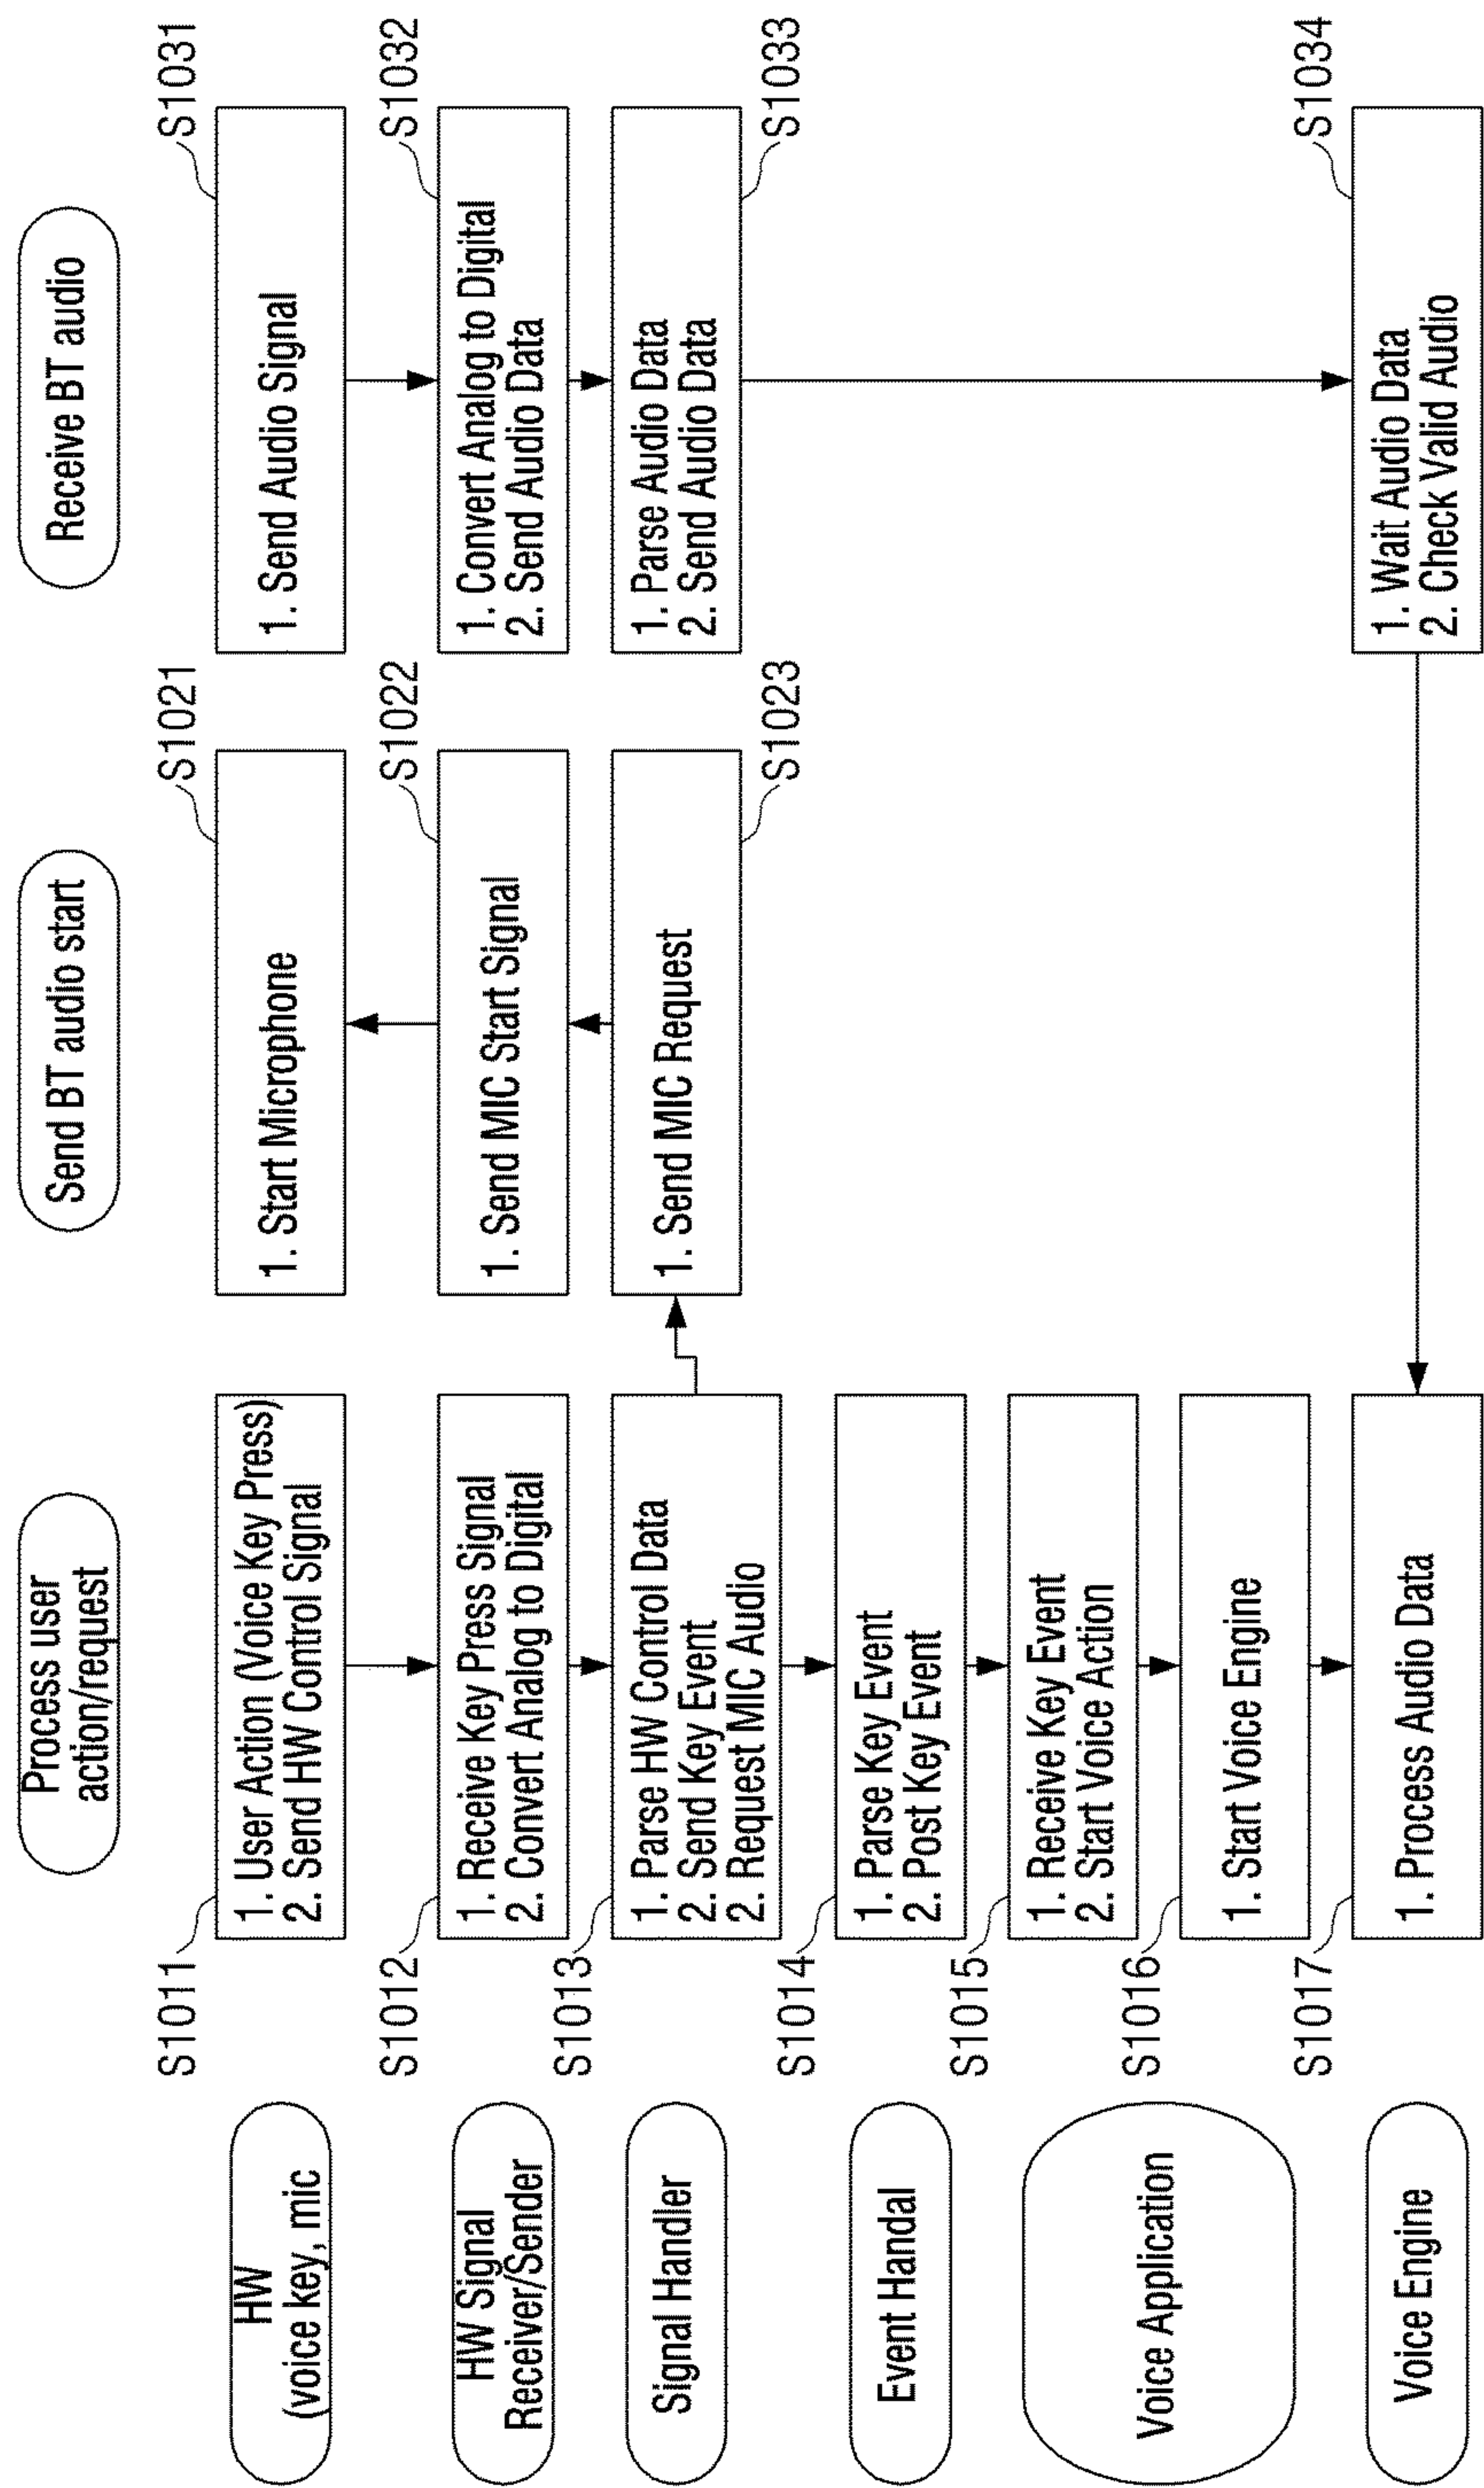 Process user
action/request
Send BT audio start
Receive BT audio
HW
(voice key, mic
S1011
1. User Action (Voice Key Press)
2. Send HW Control Signal
S1021
1. Start Microphone
S1031
1. Send Audio Signal
HW Signal
Receiver/Sender
S1012
1. Receive Key Press Signal
2. Convert Analog to Digital
S1022
1. Send MIC Start Signal
S1032
1. Convert Analog to Digital
2. Send Audio Data
Signal Handler
S1013
1. Parse HW Control Data
2. Send Key Event
2. Request MIC Audio
1. Send MIC Request
S1023
1. Parse Audio Data
2. Send Audio Data
S1033
Event Handal
S1014
1. Parse Key Event
2. Post Key Event
Voice Application
S1015
1. Receive Key Event
2. Start Voice Action
S1016
1. Start Voice Engine
Voice Engine
S1017
1. Process Audio Data
S1034
1. Wait Audio Data
2. Check Valid Audio